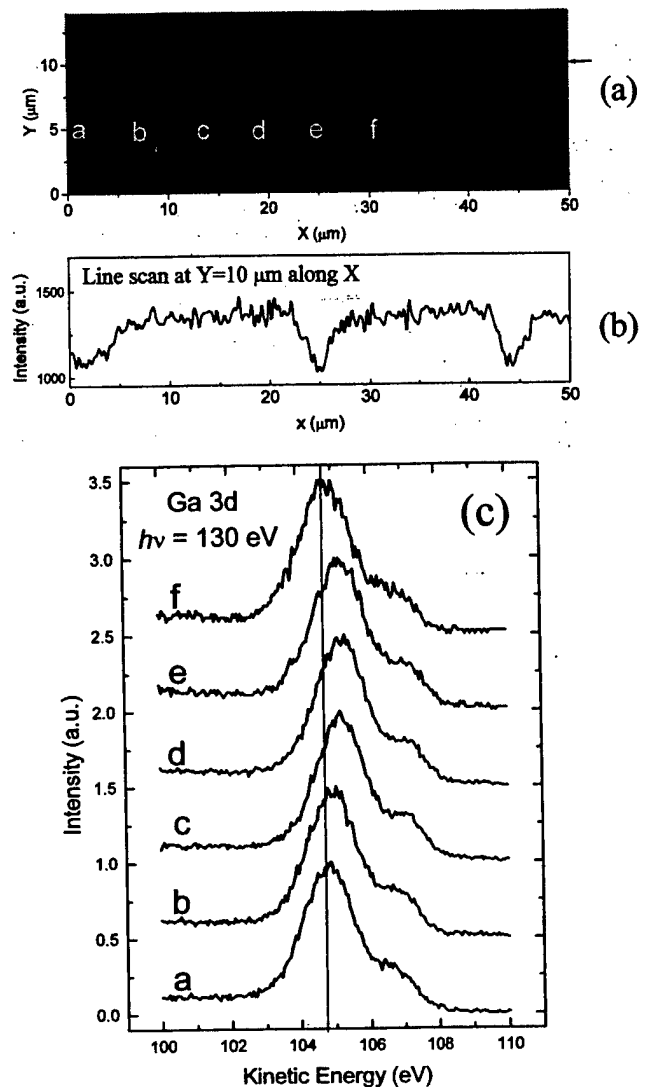 10
5
0
Y (μm)
a b c d e f
(a)
0 10 20 30 40 50
X (μm)
Line scan at Y=10 μm along X
1500
1000
Intensity (a.u.)
(b)
0 10 20 30 40 50
x (μm)
Ga 3d
hν = 130 eV
(c)
3.5
3.0
2.5
2.0
1.5
1.0
0.5
0.0
Intensity (a.u.)
f
e
d
c
b
a
100 102 104 106 108 110
Kinetic Energy (eV)